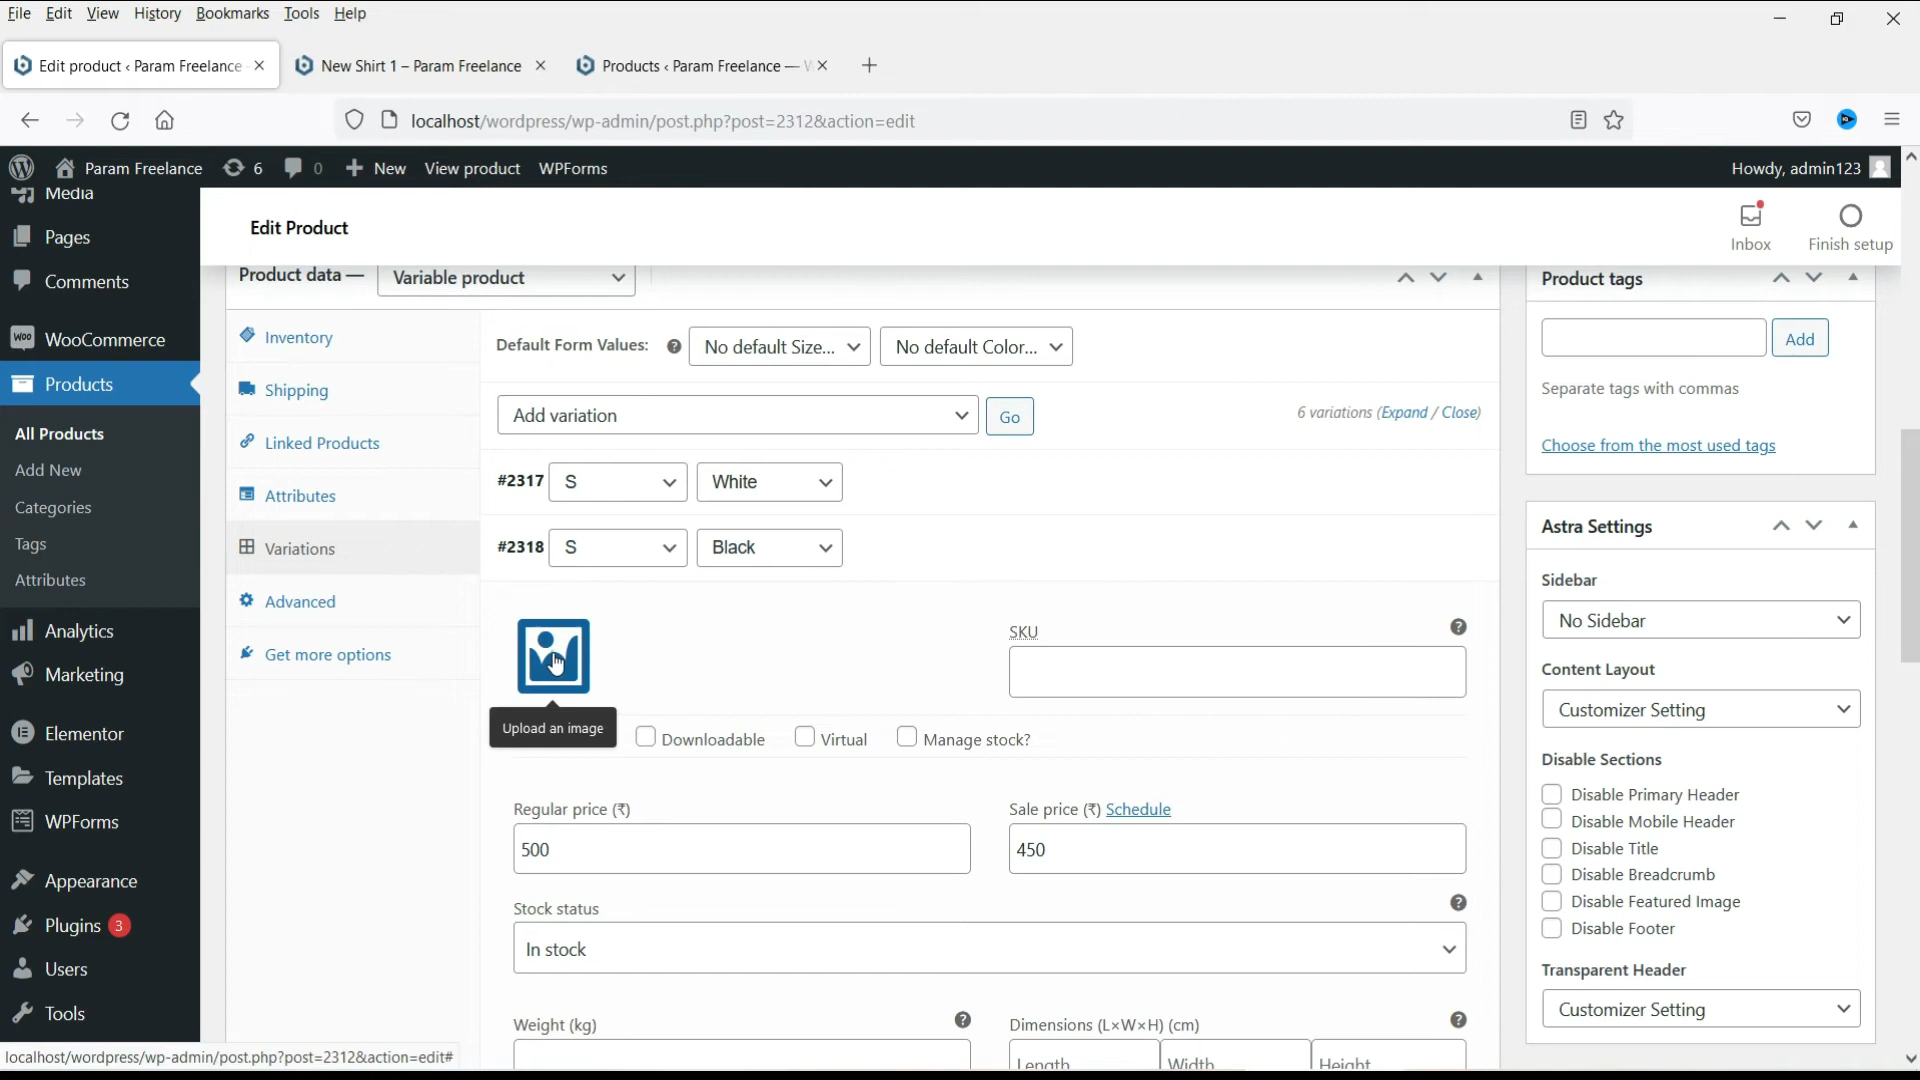 File Edit View History Bookmarks Tools Help
Edit product ‹ Param Freelance
New Shirt 1 – Param Freelance
Products ‹ Param Freelance —
localhost/wordpress/wp-admin/post.php?post=2312&action=edit
Param Freelance 6 0 New View product WPForms Howdy, admin123
Media
Pages
Comments
WooCommerce
Products
All Products
Add New
Categories
Tags
Attributes
Analytics
Marketing
Elementor
Templates
WPForms
Appearance
Plugins 3
Users
Tools
Edit Product
Inbox
Finish setup
Product data — Variable product
Inventory
Shipping
Linked Products
Attributes
Variations
Advanced
Get more options
Default Form Values: No default Size... No default Color...
Add variation Go 6 variations (Expand / Close)
#2317 S White
#2318 S Black
SKU
Upload an image
Downloadable Virtual Manage stock?
Regular price (₹)
500
Sale price (₹) Schedule
450
Stock status
In stock
Weight (kg)
Dimensions (L×W×H) (cm)
Length Width Height
Product tags
Add
Separate tags with commas
Choose from the most used tags
Astra Settings
Sidebar
No Sidebar
Content Layout
Customizer Setting
Disable Sections
Disable Primary Header
Disable Mobile Header
Disable Title
Disable Breadcrumb
Disable Featured Image
Disable Footer
Transparent Header
Customizer Setting
localhost/wordpress/wp-admin/post.php?post=2312&action=edit#